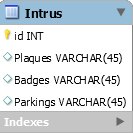 Intrus
id INT
Plaques VARCHAR(45)
Badges VARCHAR(45)
Parkings VARCHAR(45)
Indexes